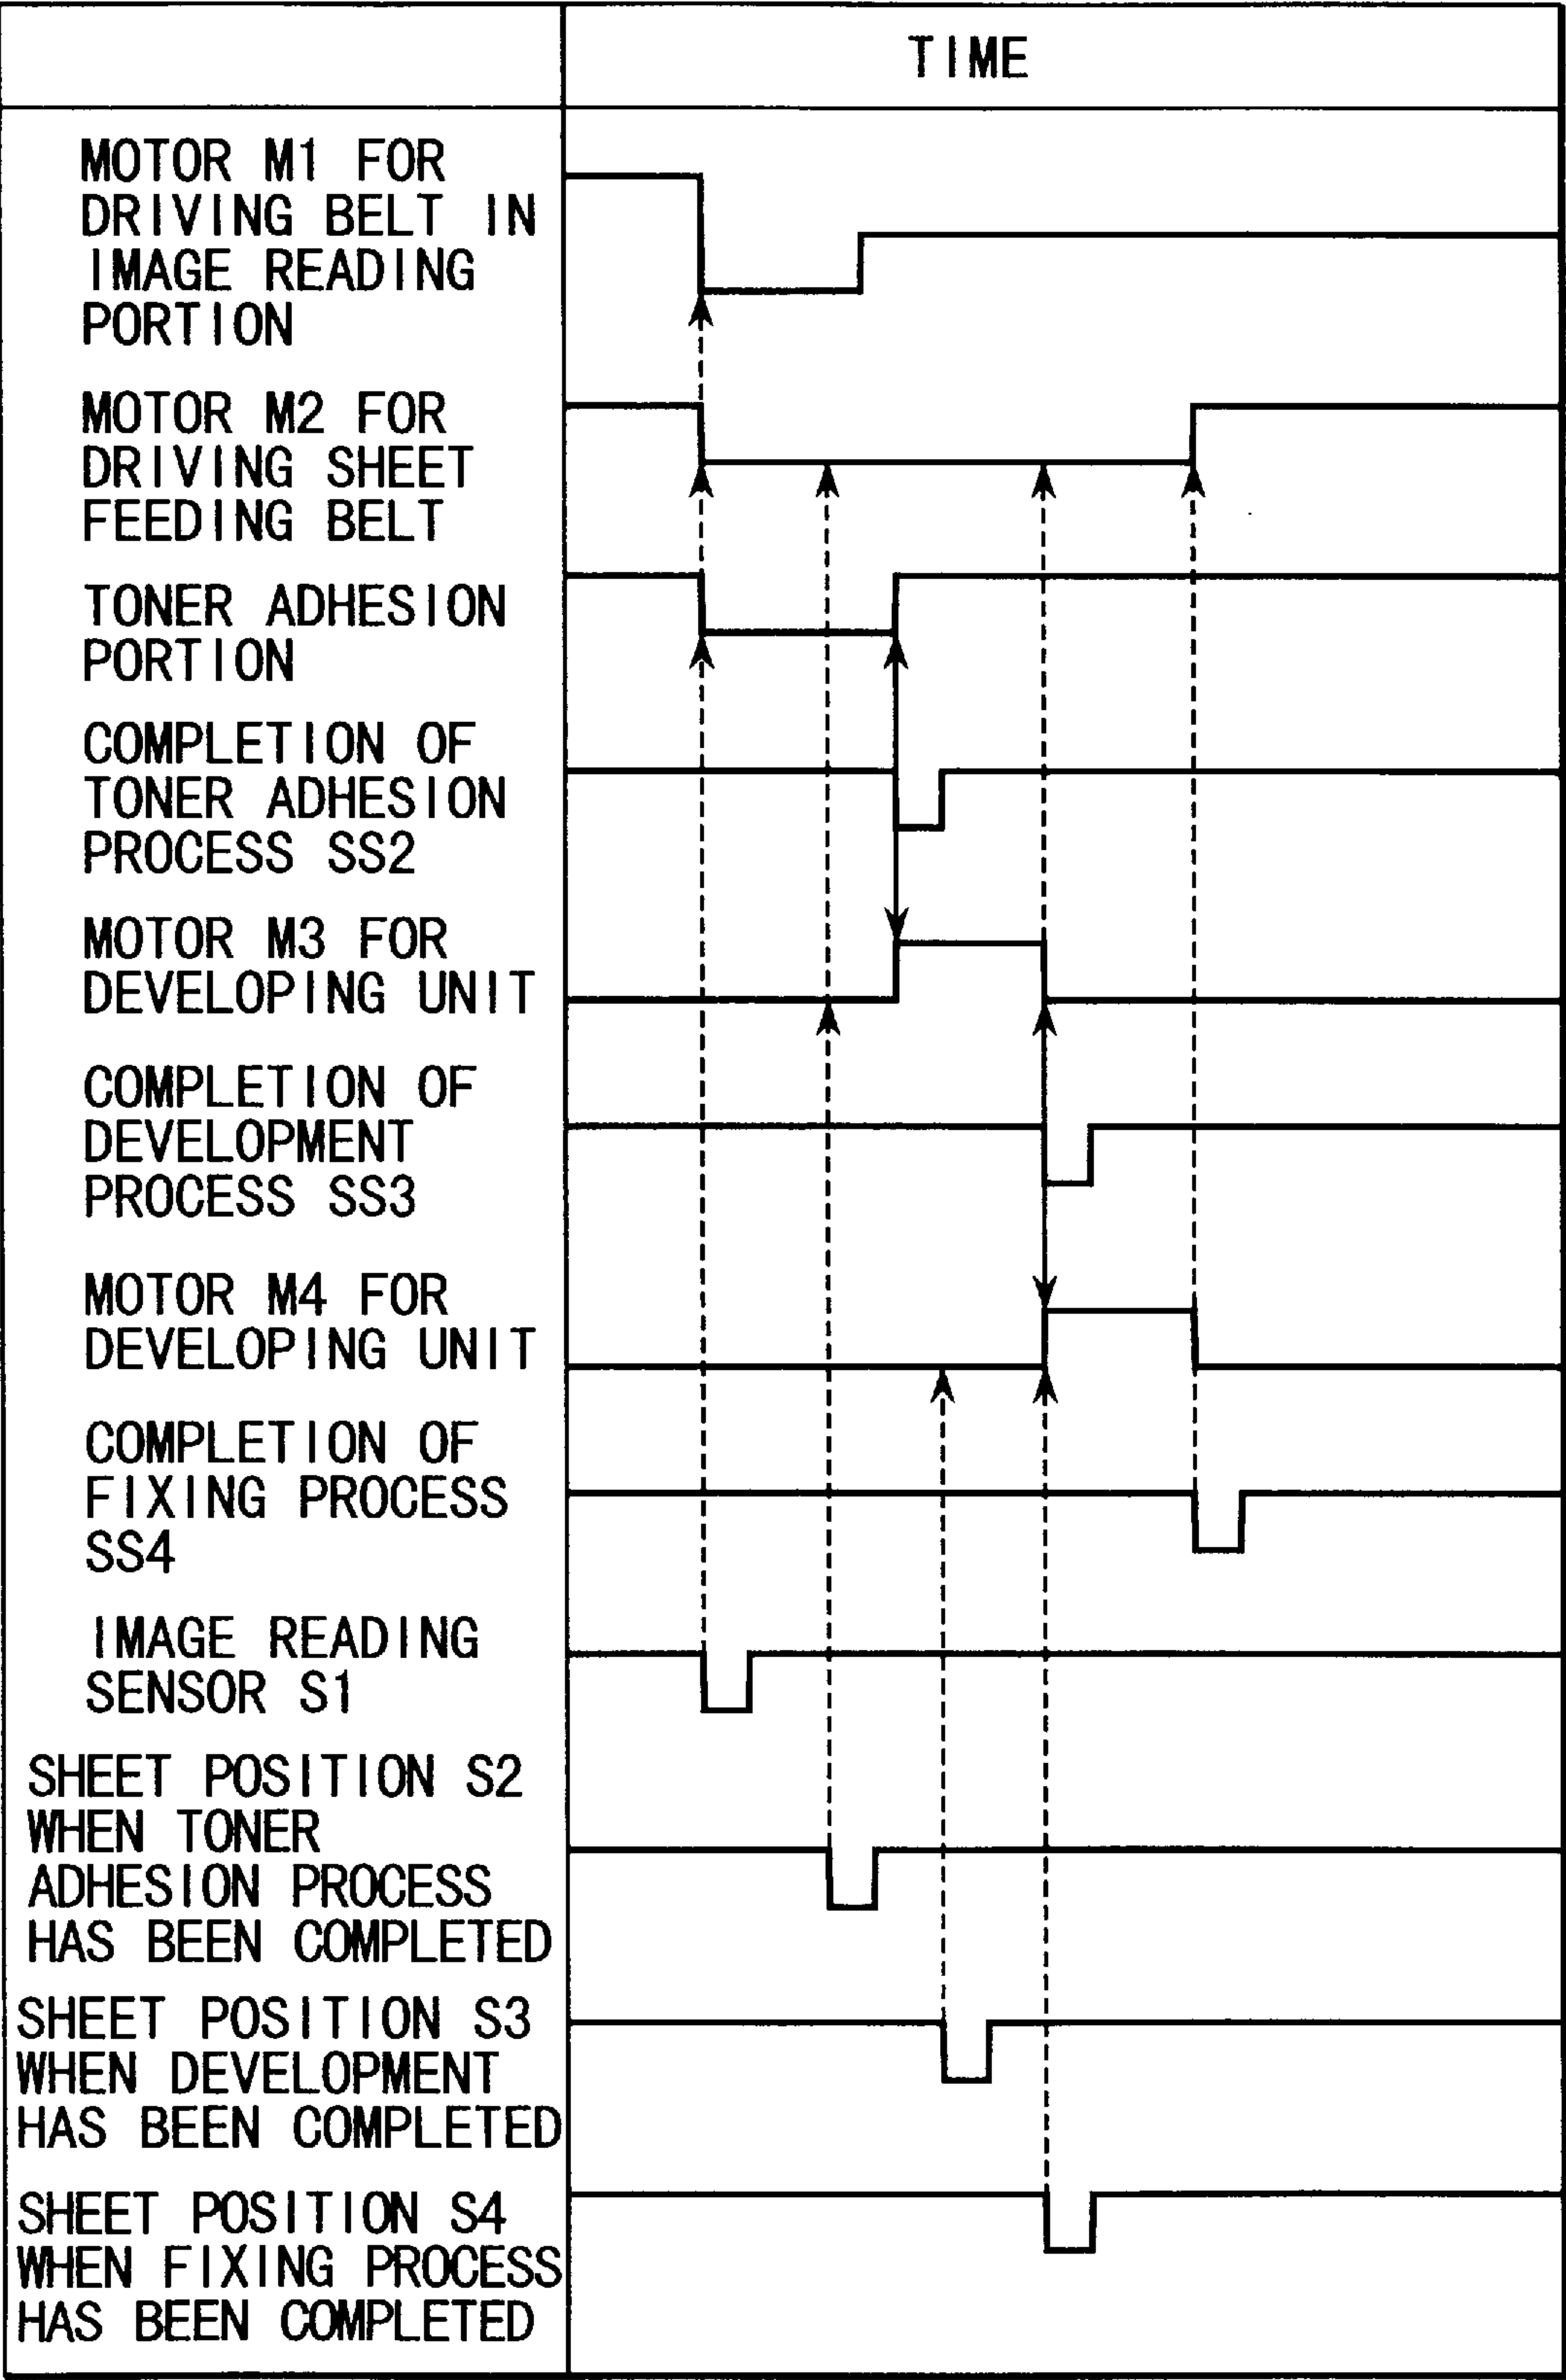 TIME
MOTOR M1 FOR
DRIVING BELT IN
IMAGE READING
PORTION
MOTOR M2 FOR
DRIVING SHEET
FEEDING BELT
TONER ADHESION
PORTION
COMPLETION OF
TONER ADHESION
PROCESS SS2
MOTOR M3 FOR
DEVELOPING UNIT
COMPLETION OF
DEVELOPMENT
PROCESS SS3
MOTOR M4 FOR
DEVELOPING UNIT
COMPLETION OF
FIXING PROCESS
SS4
IMAGE READING
SENSOR S1
SHEET POSITION S2
WHEN TONER
ADHESION PROCESS
HAS BEEN COMPLETED
SHEET POSITION S3
WHEN DEVELOPMENT
HAS BEEN COMPLETED
SHEET POSITION S4
WHEN FIXING PROCESS
HAS BEEN COMPLETED